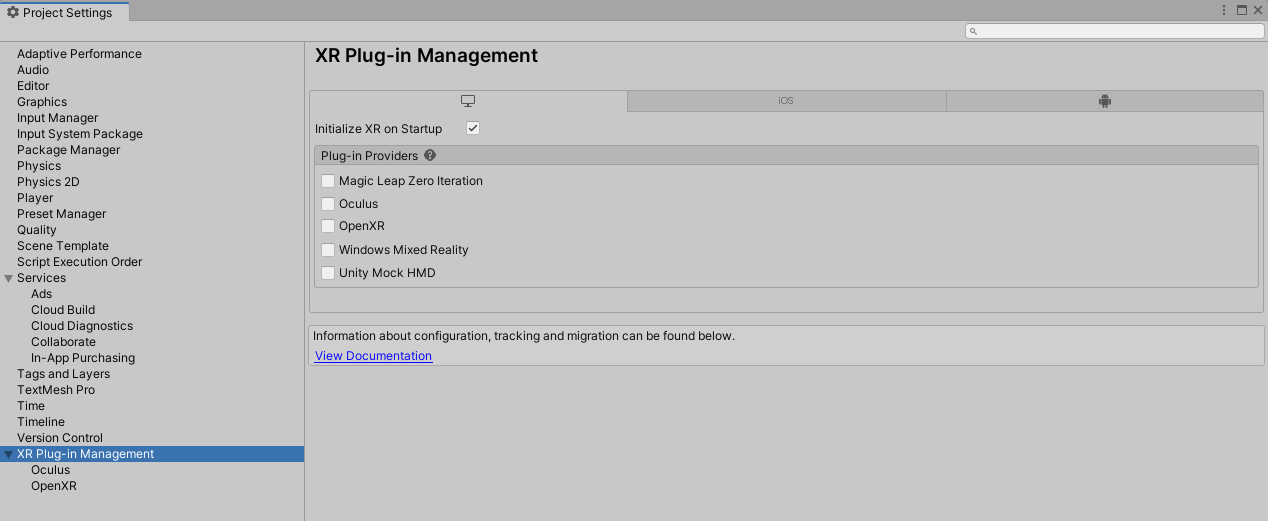 Project Settings
Adaptive Performance
Audio
Editor
Graphics
Input Manager
Input System Package
Package Manager
Physics
Physics 2D
Player
Preset Manager
Quality
Scene Template
Script Execution Order
Services
Ads
Cloud Build
Cloud Diagnostics
Collaborate
In-App Purchasing
Tags and Layers
TextMesh Pro
Time
Timeline
Version Control
XR Plug-in Management
Oculus
OpenXR
XR Plug-in Management
iOS
Initialize XR on Startup
Plug-in Providers
Magic Leap Zero Iteration
Oculus
OpenXR
Windows Mixed Reality
Unity Mock HMD
Information about configuration, tracking and migration can be found below.
View Documentation